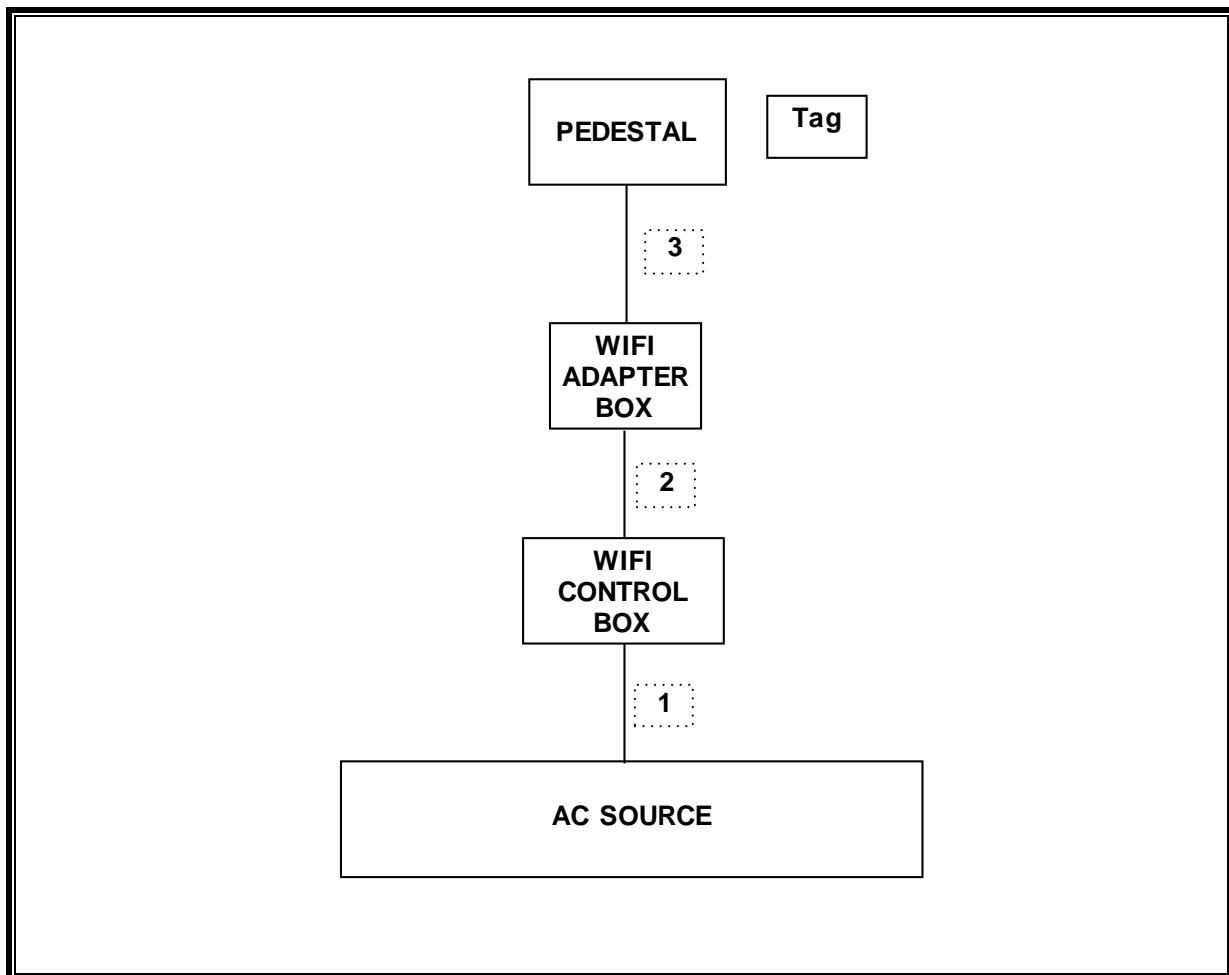 PEDESTAL
Tag
3
WIFI
ADAPTER
BOX
2
WIFI
CONTROL
BOX
1
AC SOURCE